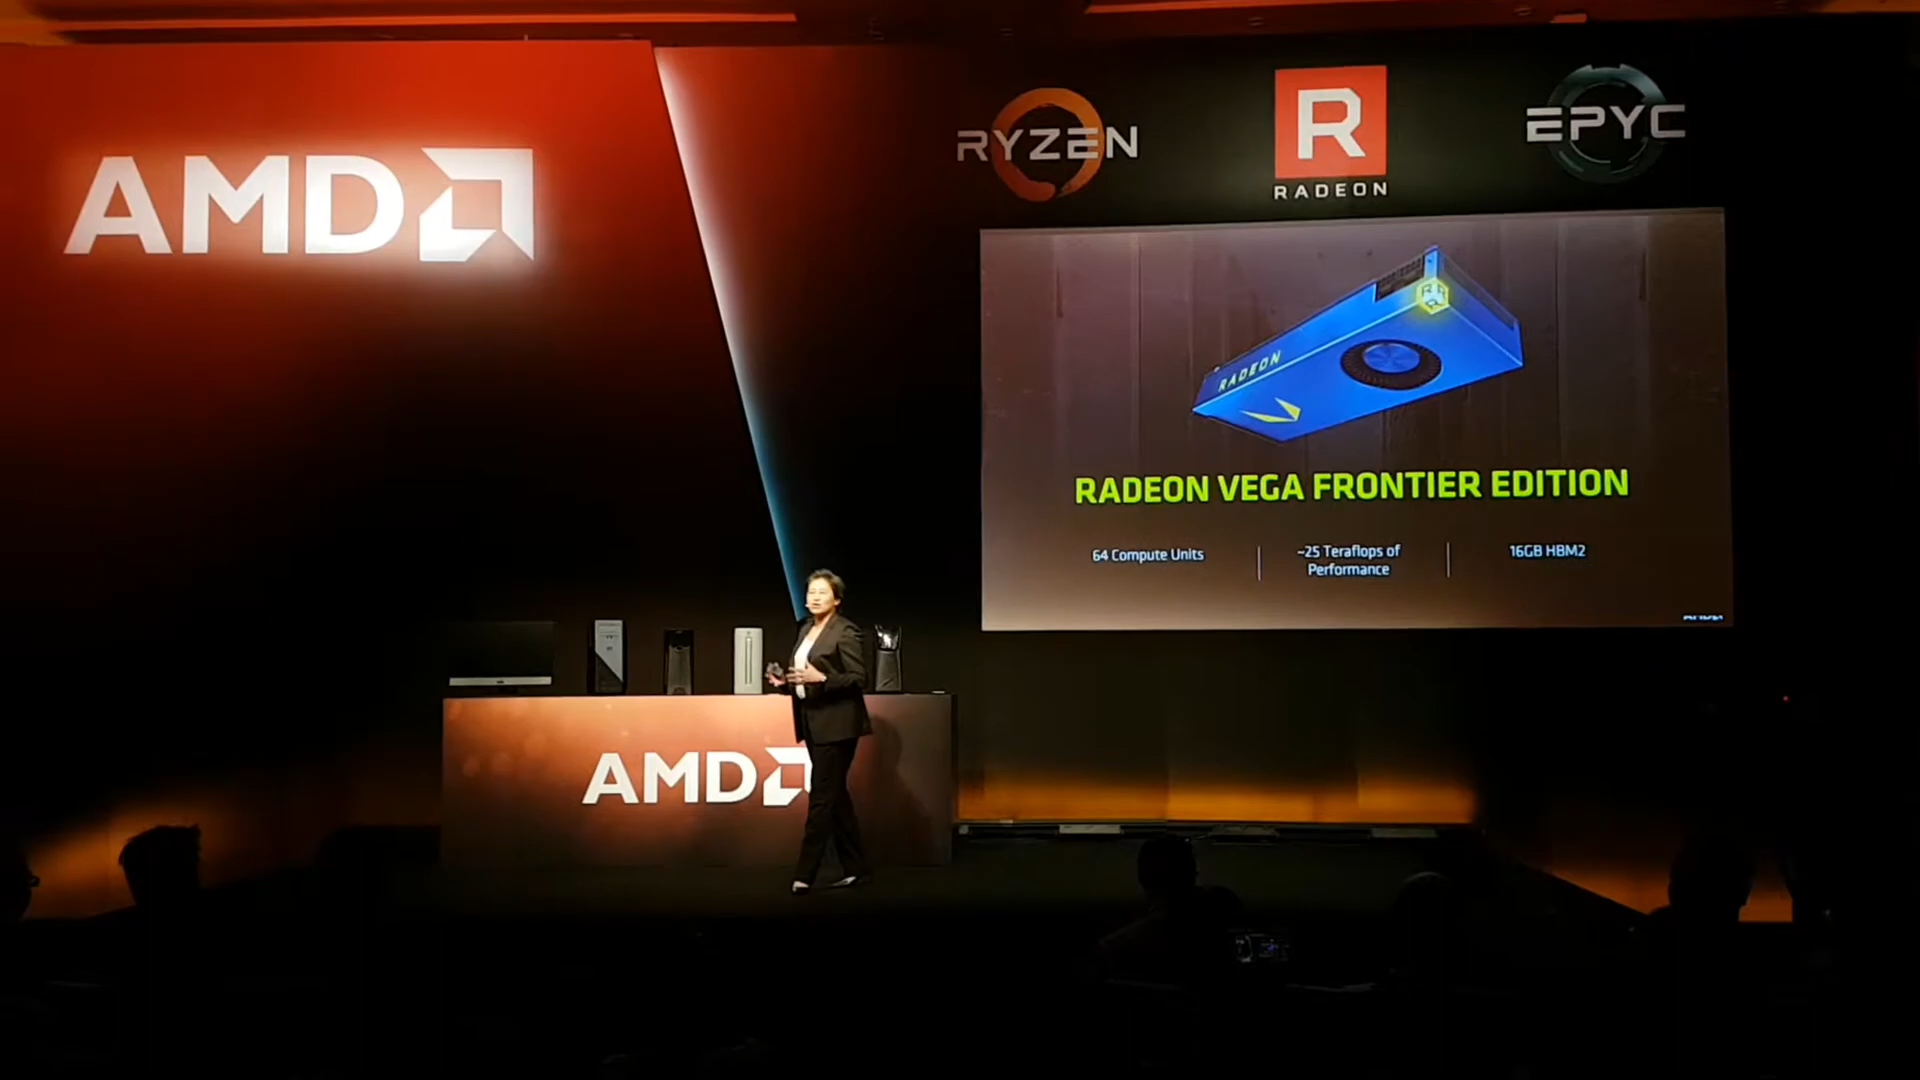 AMD
RYZEN
R
RADEON
EPYC
RADEON
RADEON VEGA FRONTIER EDITION
64 Compute Units
~25 Teraflops of
Performance
16GB HBM2
AMD